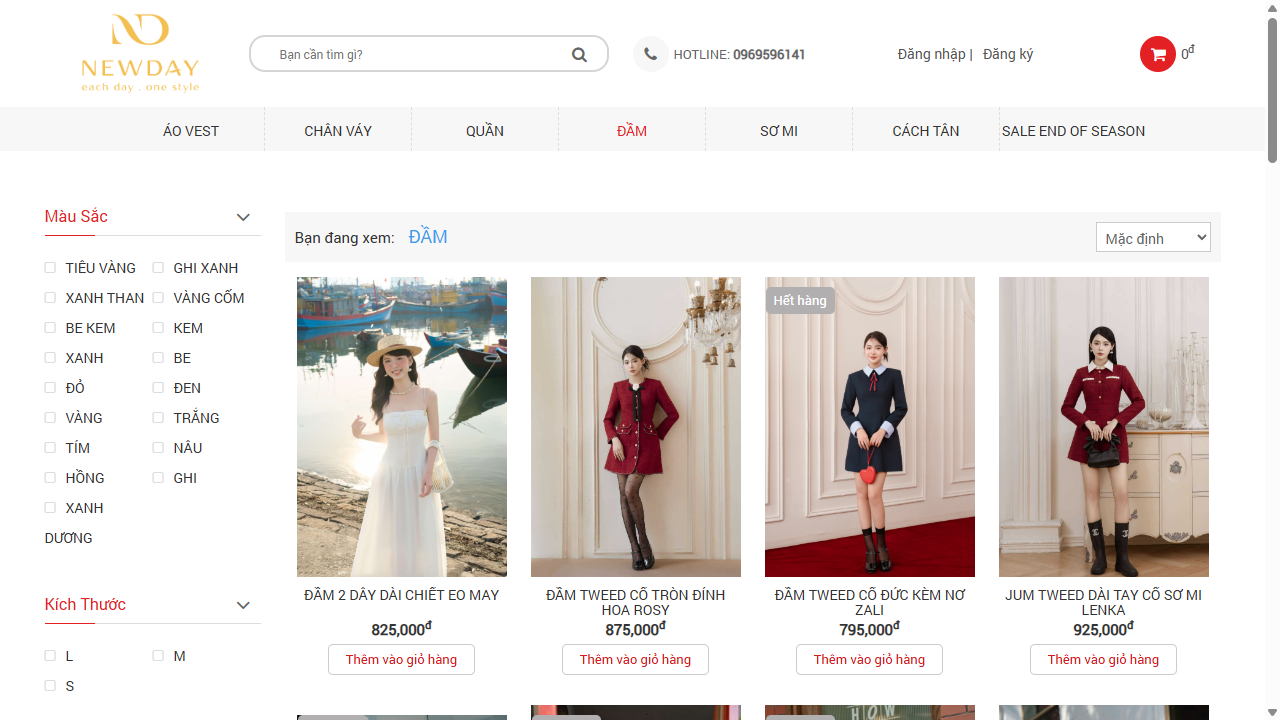 NEWDAY
each day . one style
Bạn cần tìm gì?
HOTLINE: 0969596141
Đăng nhập | Đăng ký
0đ
ÁO VEST
CHÂN VÁY
QUẦN
ĐẦM
SƠ MI
CÁCH TÂN
SALE END OF SEASON
Màu Sắc
TIÊU VÀNG
GHI XANH
XANH THAN
VÀNG CỐM
BE KEM
KEM
XANH
BE
ĐỎ
ĐEN
VÀNG
TRẮNG
TÍM
NÂU
HỒNG
GHI
XANH
DƯƠNG
Kích Thước
L
M
S
Bạn đang xem: ĐẦM
Mặc định
ĐẦM 2 DÂY DÀI CHIẾT EO MAY
825,000đ
Thêm vào giỏ hàng
ĐẦM TWEED CỔ TRÒN ĐÍNH
HOA ROSY
875,000đ
Thêm vào giỏ hàng
Hết hàng
ĐẦM TWEED CỔ ĐỨC KÈM NƠ
ZALI
795,000đ
Thêm vào giỏ hàng
JUM TWEED DÀI TAY CỔ SƠ MI
LENKA
925,000đ
Thêm vào giỏ hàng
HOW